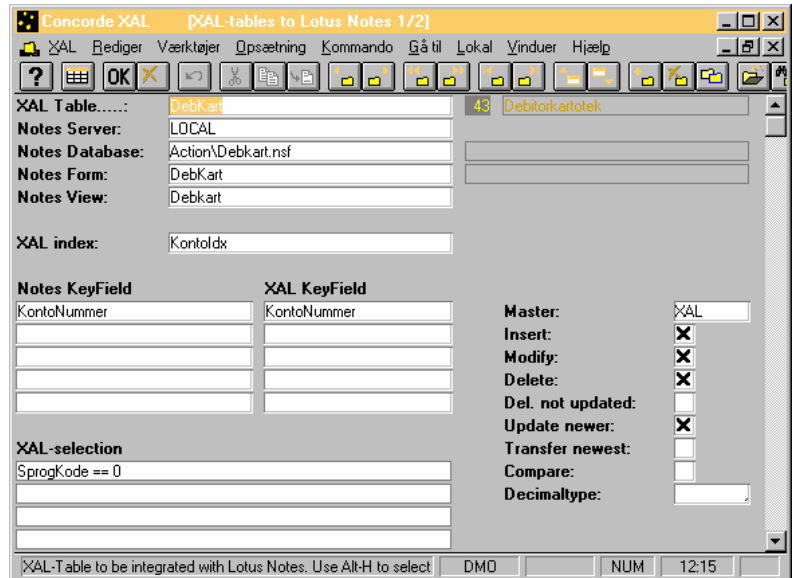 Concorde XAL [XAL-tables to Lotus Notes 1/2]
XAL Rediger Værktøjer Opsætning Kommando Gå til Lokal Vinduer Hjælp
? OK
XAL Table.....: DebKart 43 Debitorkartotek
Notes Server: LOCAL
Notes Database: Action\Debkart.nsf
Notes Form: DebKart
Notes View: Debkart
XAL index: KontoIdx
Notes KeyField XAL KeyField
KontoNummer KontoNummer
Master: XAL
Insert:
Modify:
Delete:
Del. not updated:
Update newer:
XAL-selection
Transfer newest:
SprogKode == 0
Compare:
Decimaltype:
XAL-Table to be integrated with Lotus Notes. Use Alt-H to select DMO NUM 12:15